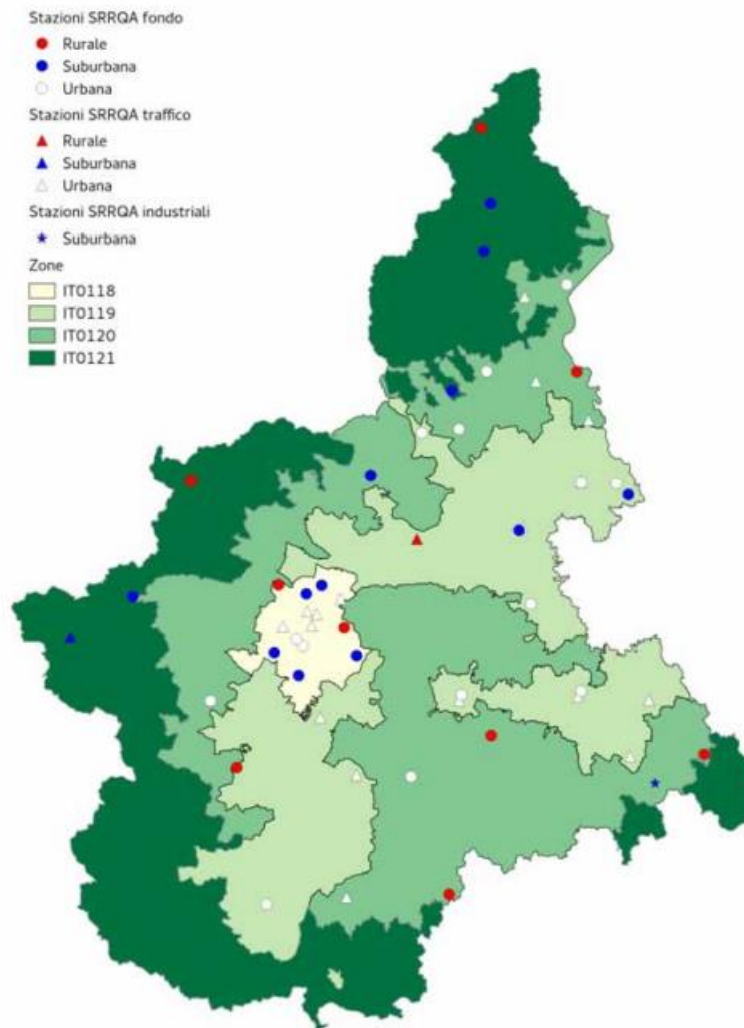 Stazioni SRRQA fondo
Rurale
Suburbana
Urbana
Stazioni SRRQA traffico
Rurale
Suburbana
Urbana
Stazioni SRRQA industriali
Suburbana
Zone
IT0118
IT0119
IT0120
IT0121